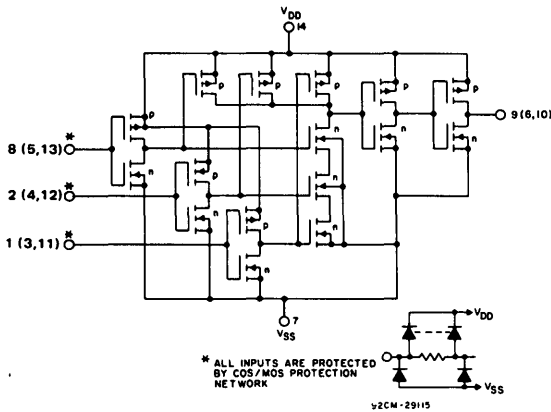 VDD
14
p p p p p
p
8 (5,13) *
n n n
9 (6,10)
p
2 (4,12) *
n n
p
1 (3,11) *
n n
7
VSS
VDD
* ALL INPUTS ARE PROTECTED
BY COS/MOS PROTECTION
NETWORK
VSS
92CM-29115